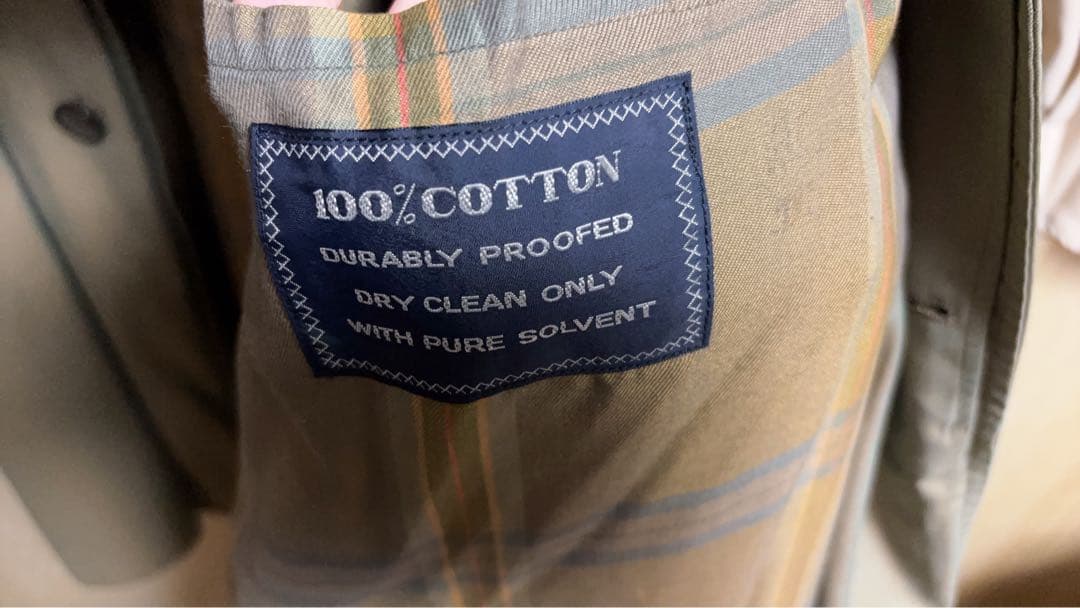 100% COTTON
DURABLY PROOFED
DRY CLEAN ONLY
WITH PURE SOLVENT